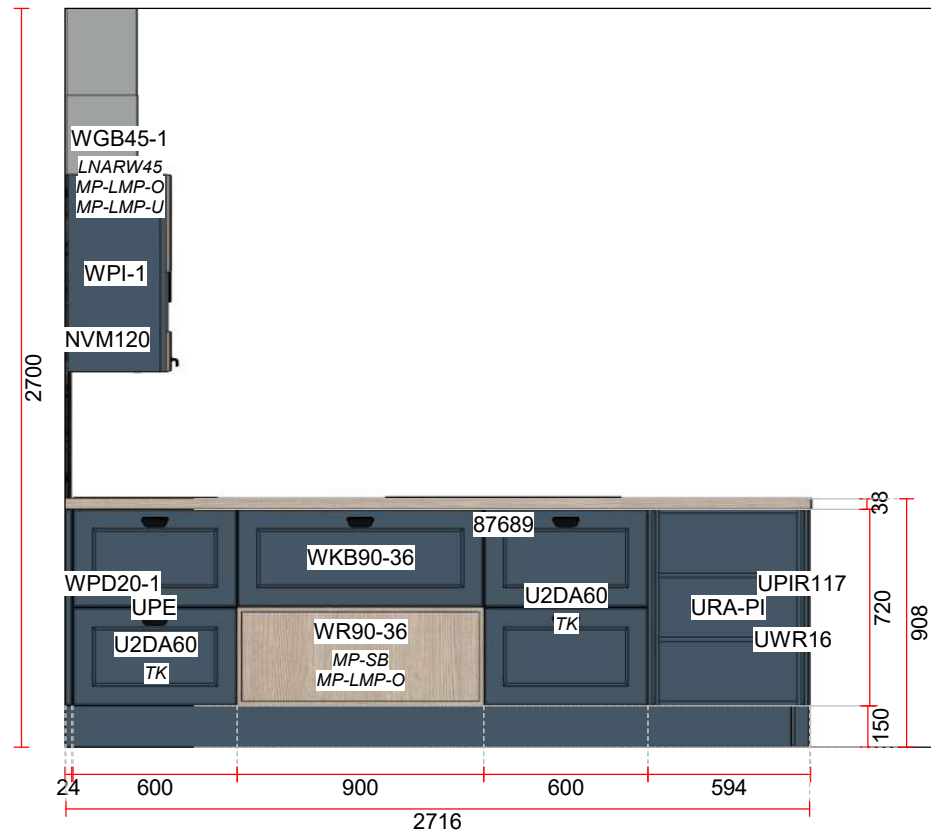 WGB45-1
LNARW45
MP-LMP-O
MP-LMP-U
WPI-1
NVM120
2700
38
87689
WKB90-36
WPD20-1
UPE
U2DA60
TK
WR90-36
MP-SB
MP-LMP-O
U2DA60
TK
UPIR117
URA-PI
UWR16
720
908
150
24
600
900
600
594
2716